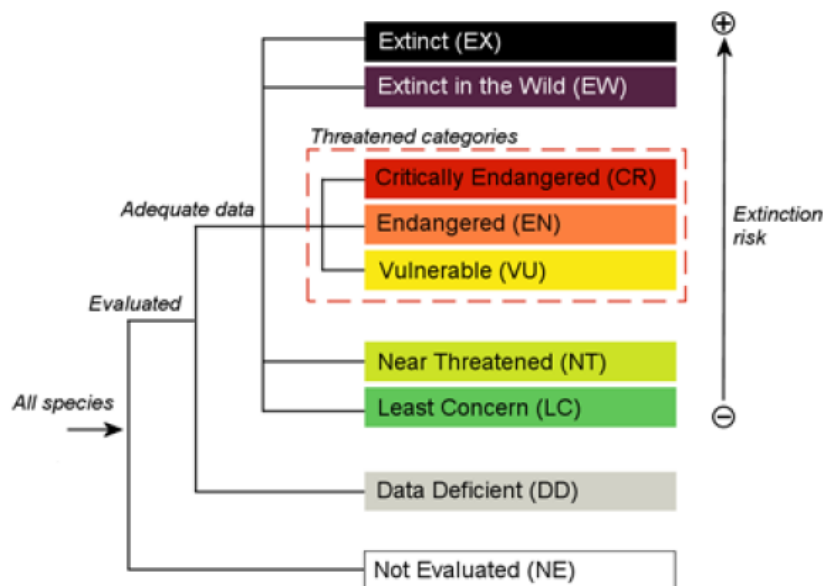 Extinct (EX)
Extinct in the Wild (EW)
Threatened categories
Critically Endangered (CR)
Adequate data
Endangered (EN)
Extinction
risk
Vulnerable (VU)
Evaluated
Near Threatened (NT)
All species
Least Concern (LC)
Data Deficient (DD)
Not Evaluated (NE)